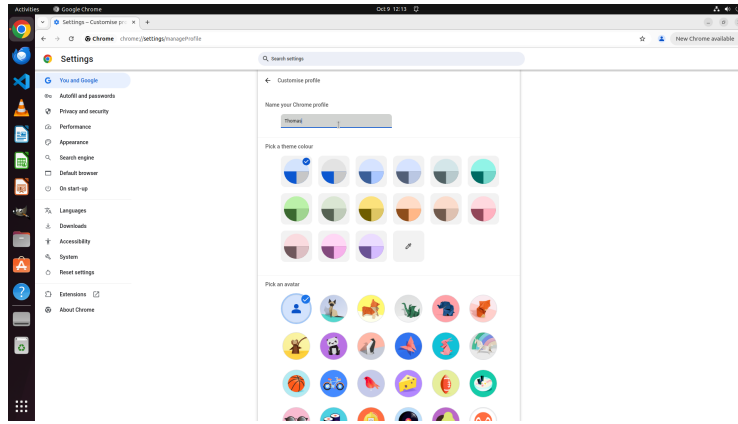 Activities
Google Chrome
Oct 9 12:13
Settings – Customise pr
Chrome
chrome://settings/manageProfile
New Chrome available
Settings
Search settings
You and Google
Autofill and passwords
Privacy and security
Performance
Appearance
Search engine
Default browser
On start-up
Languages
Downloads
Accessibility
System
Reset settings
Extensions
About Chrome
Customise profile
Name your Chrome profile
Thomas
Pick a theme colour
Pick an avatar